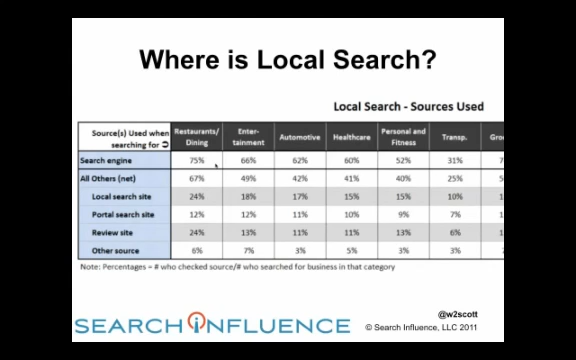 Where is Local Search?
Local Search - Sources Used
Source(s) Used when searching for Restaurants/Dining Enter-tainment Automotive Healthcare Personal and Fitness Transp.
Search engine 75% 66% 62% 60% 52% 31%
All Others (net) 67% 49% 42% 41% 40% 25%
Local search site 24% 18% 17% 15% 15% 10%
Portal search site 12% 12% 11% 10% 9% 7%
Review site 24% 13% 11% 11% 13% 6%
Other source 6% 7% 3% 5% 3% 3%
Note: Percentages = # who checked source/# who searched for business in that category
@w2scott
SEARCH INFLUENCE © Search Influence, LLC 2011